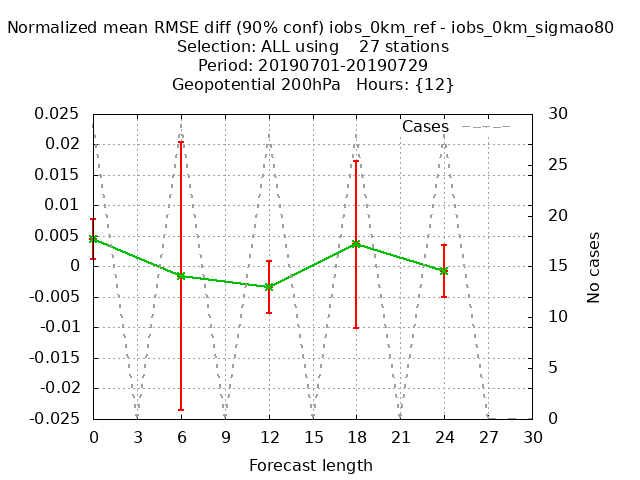 Normalized mean RMSE diff (90% conf) iobs_0km_ref - iobs_0km_sigmao80
Selection: ALL using    27 stations
Period: 20190701-20190729
Geopotential 200hPa   Hours: {12}
Cases
0.025
0.02
0.015
0.01
0.005
0
-0.005
-0.01
-0.015
-0.02
-0.025
30
25
20
15
10
5
0
No cases
0 3 6 9 12 15 18 21 24 27 30
Forecast length